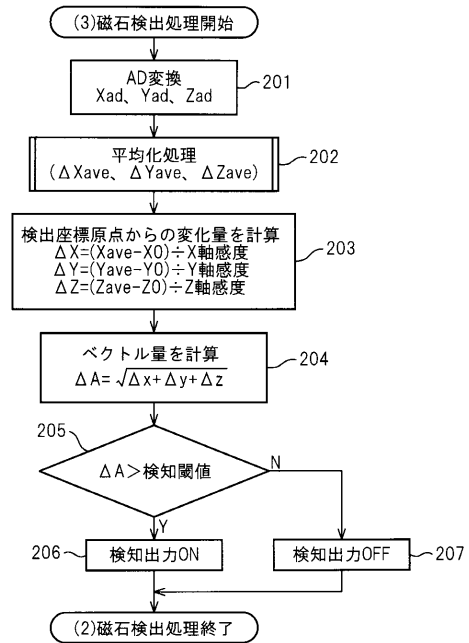 (3)磁石検出処理開始
AD変換
Xad、Yad、Zad
201
平均化処理
(ΔXave、ΔYave、ΔZave)
202
検出座標原点からの変化量を計算
ΔX=(Xave-X0)÷X軸感度
ΔY=(Yave-Y0)÷Y軸感度
ΔZ=(Zave-Z0)÷Z軸感度
203
ベクトル量を計算
ΔA=√Δx+Δy+Δz
204
205
ΔA>検知閾値
N
Y
206
検知出力ON
検知出力OFF
207
(2)磁石検出処理終了